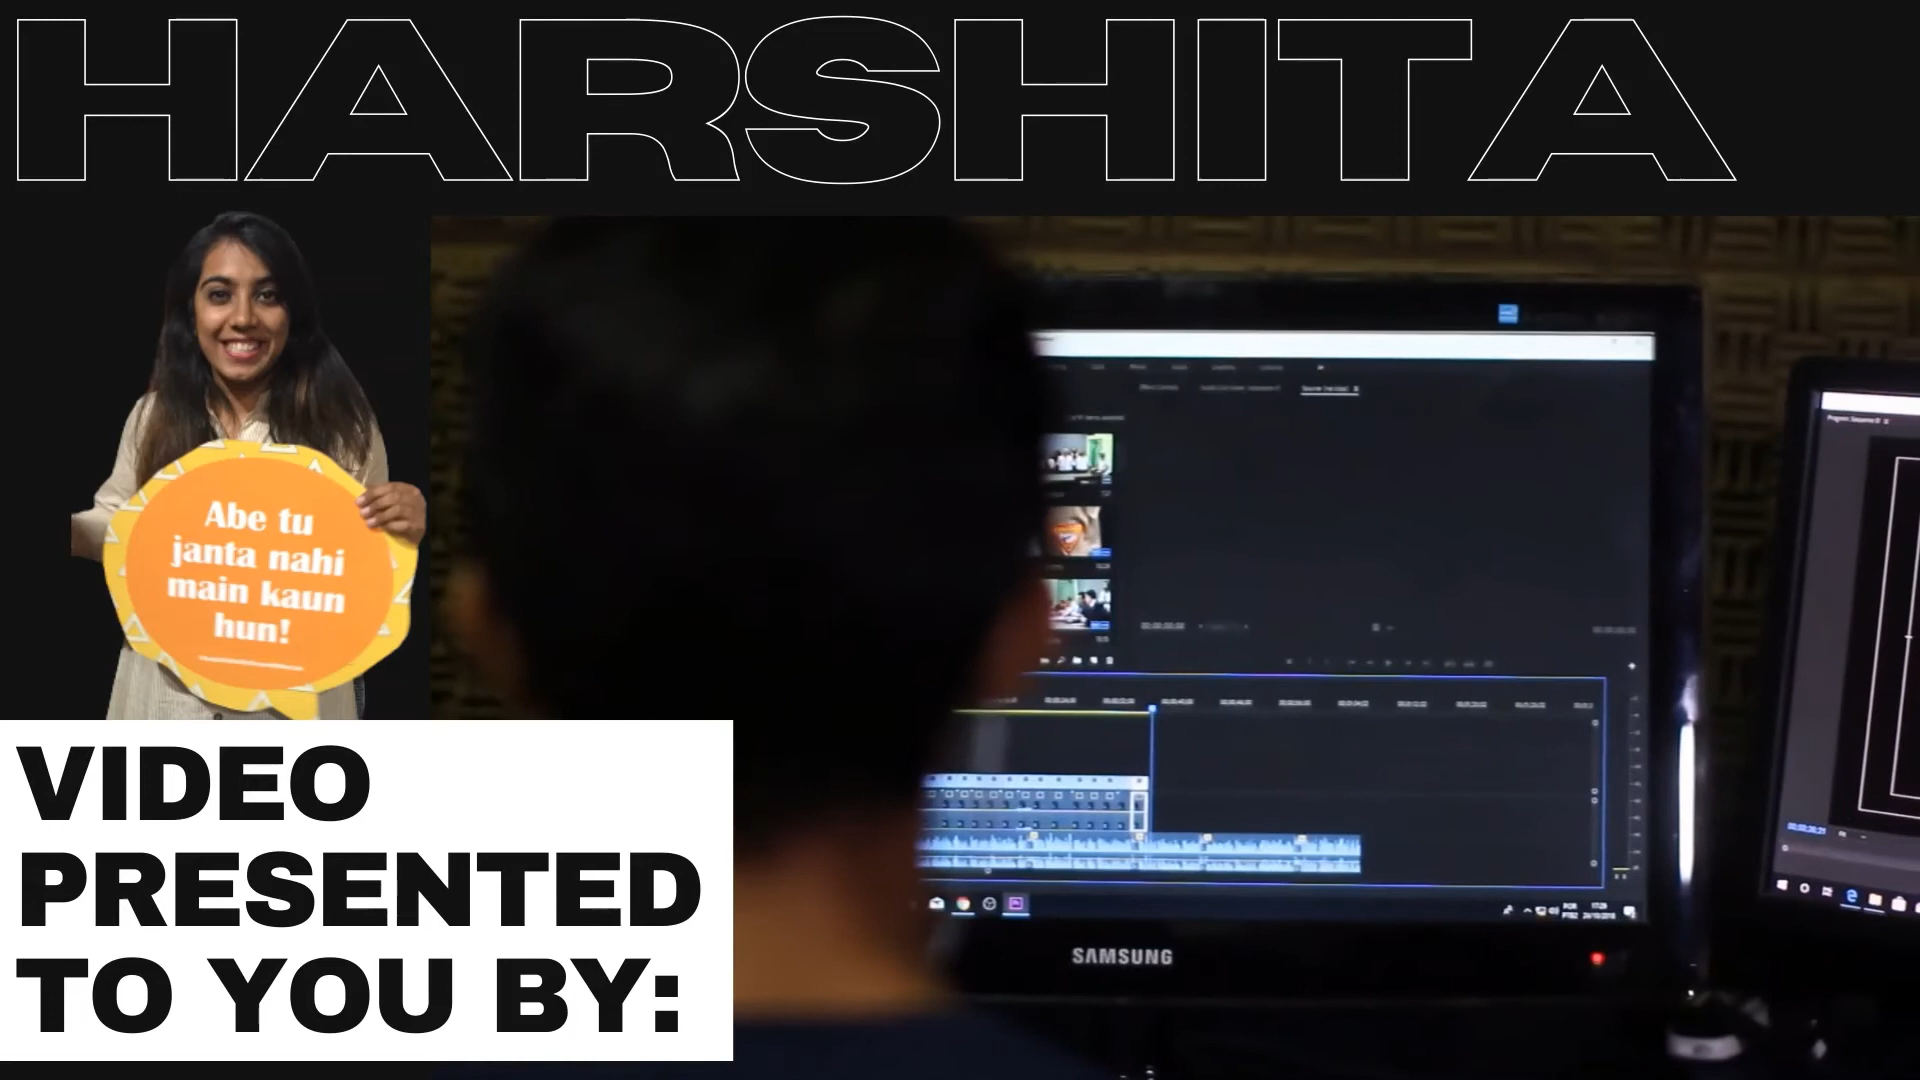 HARSHITA
Abe tu
janta nahi
main kaun
hun!
VIDEO
PRESENTED
TO YOU BY:
SAMSUNG